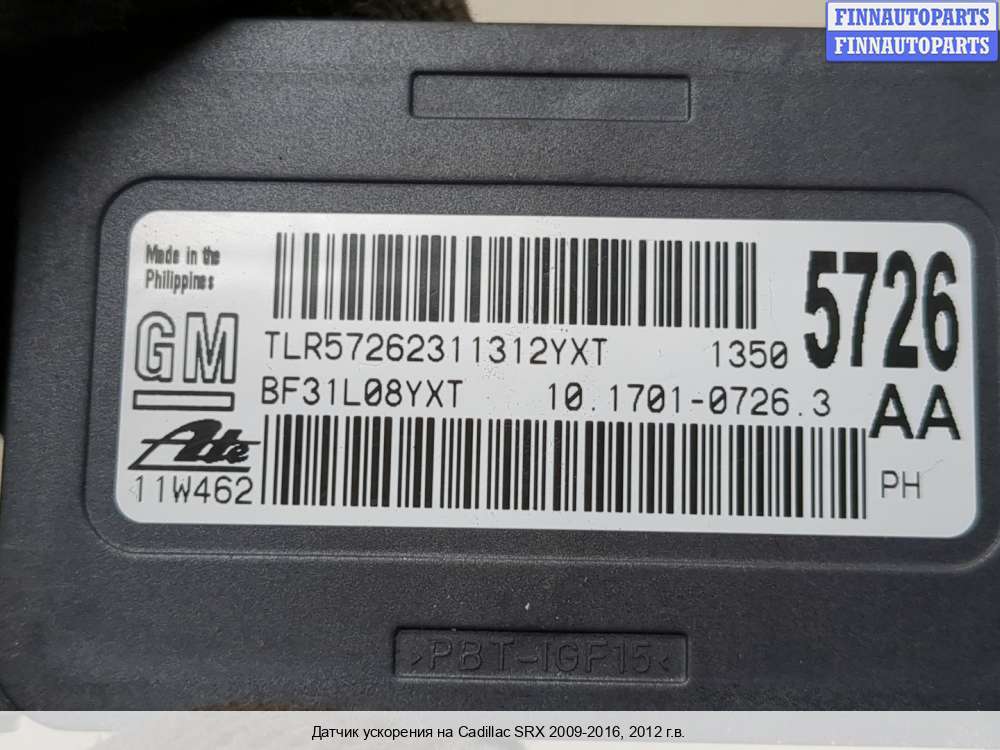 FINNAUTOPARTS
FINNAUTOPARTS
Made in the
Philippines
GM
TLR57262311312YXT 1350
5726
BF31L08YXT 10.1701-0726.3
AA
Ate
11W462
PH
>PBT-IGF15<
Датчик ускорения на Cadillac SRX 2009-2016, 2012 г.в.